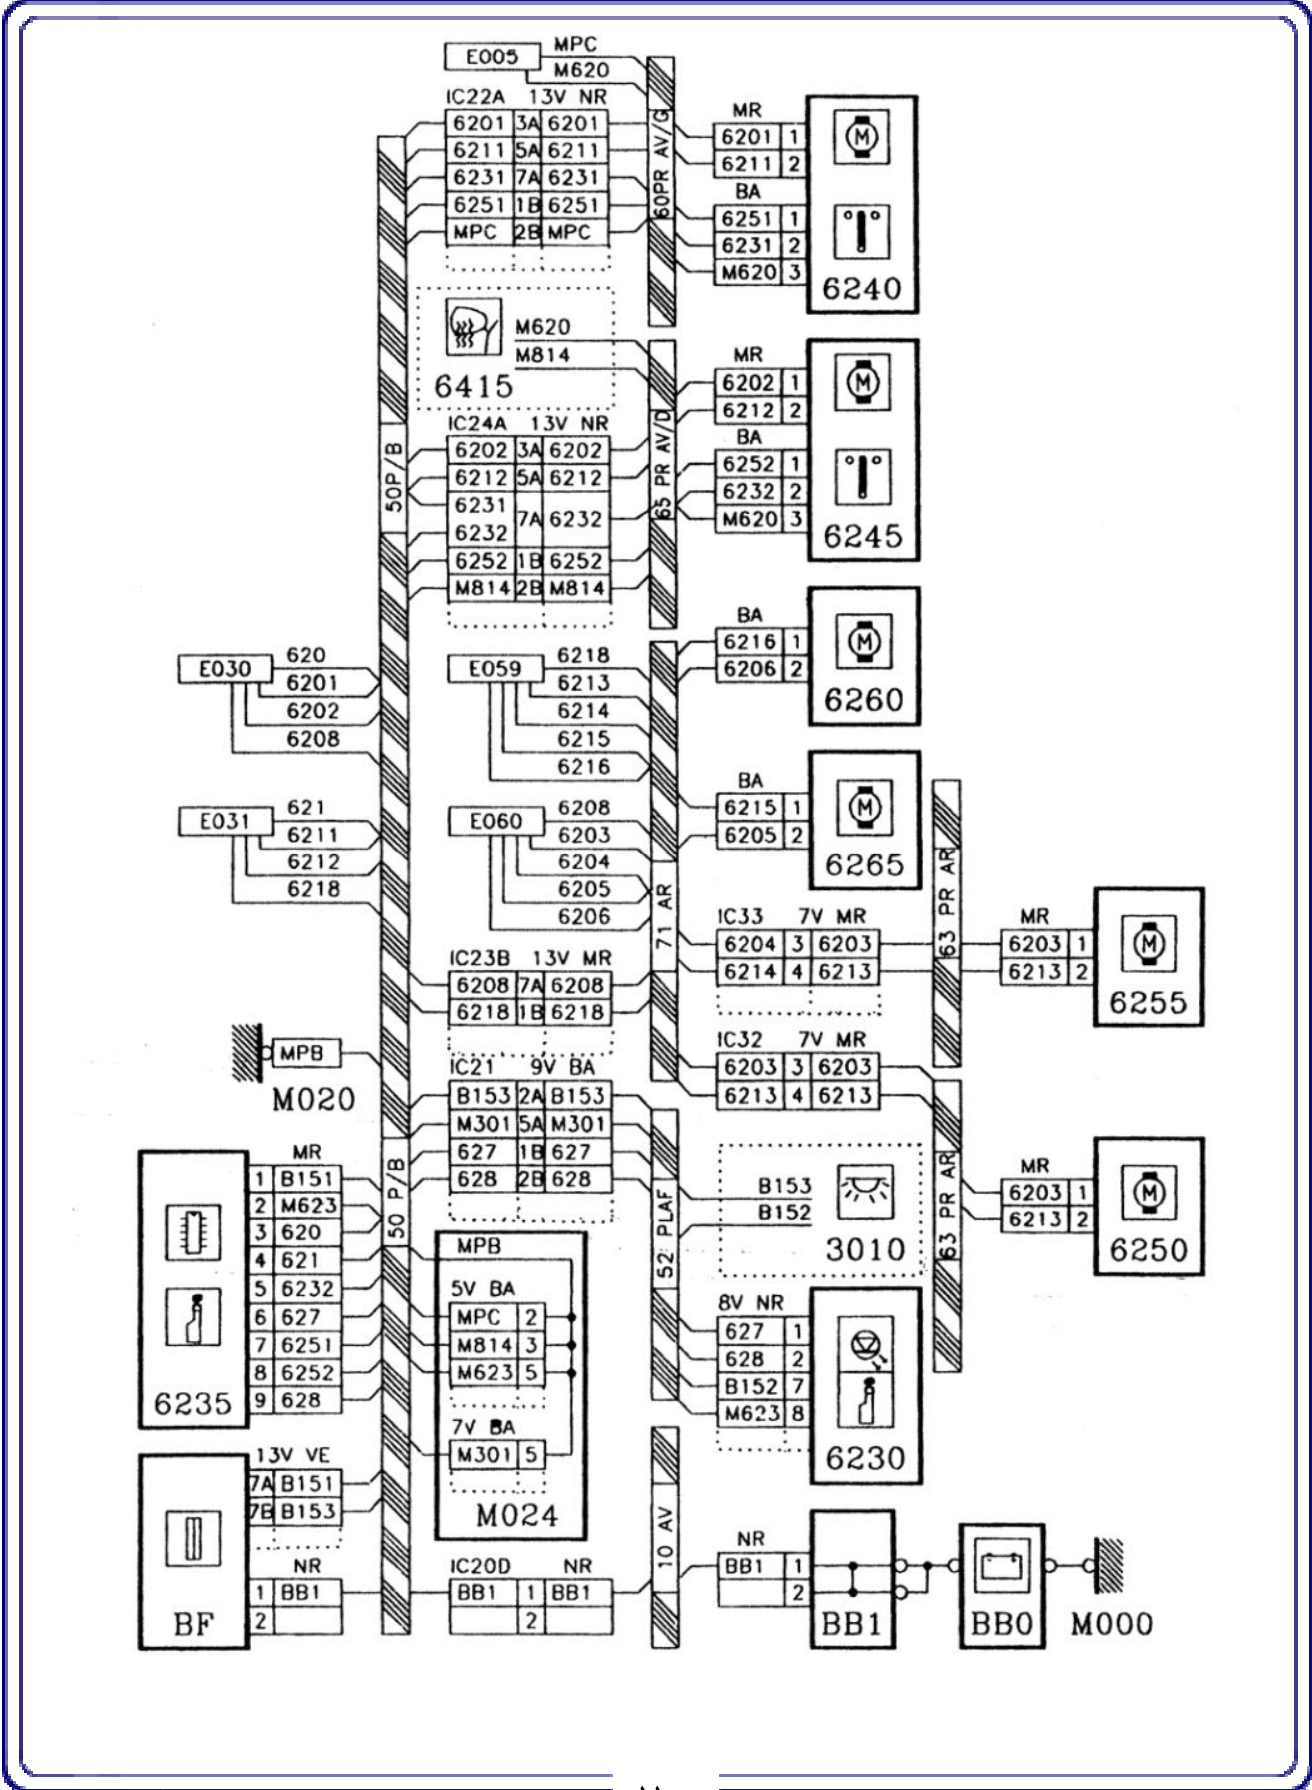 E005
MPC
M620
IC22A 13V NR
6201 3A 6201
6211 5A 6211
6231 7A 6231
6251 1B 6251
MPC 2B MPC
60PR AV/G
MR
6201 1
6211 2
BA
6251 1
6231 2
M620 3
6240
M
M620
M814
6415
MR
6202 1
6212 2
BA
6252 1
6232 2
M620 3
6245
M
IC24A 13V NR
6202 3A 6202
6212 5A 6212
6231
7A 6232
6232
6252 1B 6252
M814 2B M814
50P/B
65 PR AV/D
BA
6216 1
6206 2
6260
M
E030
620
6201
6202
6208
E059
6218
6213
6214
6215
6216
BA
6215 1
6205 2
6265
M
E031
621
6211
6212
6218
E060
6208
6203
6204
6205
6206
71 AR
63 PR AR
IC33 7V MR
6204 3 6203
6214 4 6213
MR
6203 1
6213 2
6255
M
IC23B 13V MR
6208 7A 6208
6218 1B 6218
MPB
M020
IC32 7V MR
6203 3 6203
6213 4 6213
IC21 9V BA
B153 2A B153
M301 5A M301
627 1B 627
628 2B 628
50 P/B
52 PLAF
63 PR AR
B153
B152
3010
MR
6203 1
6213 2
6250
M
MR
1 B151
2 M623
3 620
4 621
5 6232
6 627
7 6251
8 6252
9 628
6235
MPB
5V BA
MPC 2
M814 3
M623 5
7V BA
M301 5
M024
8V NR
627 1
628 2
B152 7
M623 8
6230
13V VE
7A B151
7B B153
NR
1 BB1
2
BF
IC20D NR
BB1 1 BB1
2
10 AV
NR
BB1 1
2
BB1
BB0
M000